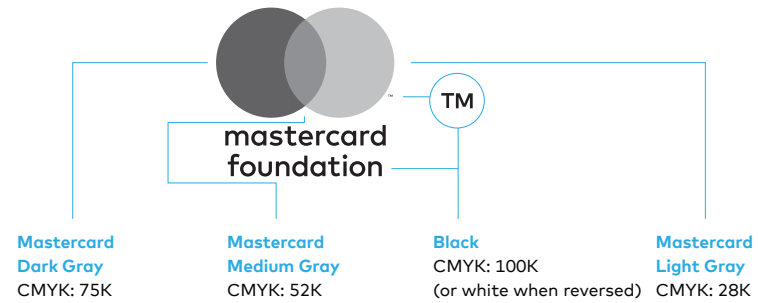 ™
TM
mastercard
foundation
Mastercard
Dark Gray
CMYK: 75K
Mastercard
Medium Gray
CMYK: 52K
Black
CMYK: 100K
(or white when reversed)
Mastercard
Light Gray
CMYK: 28K